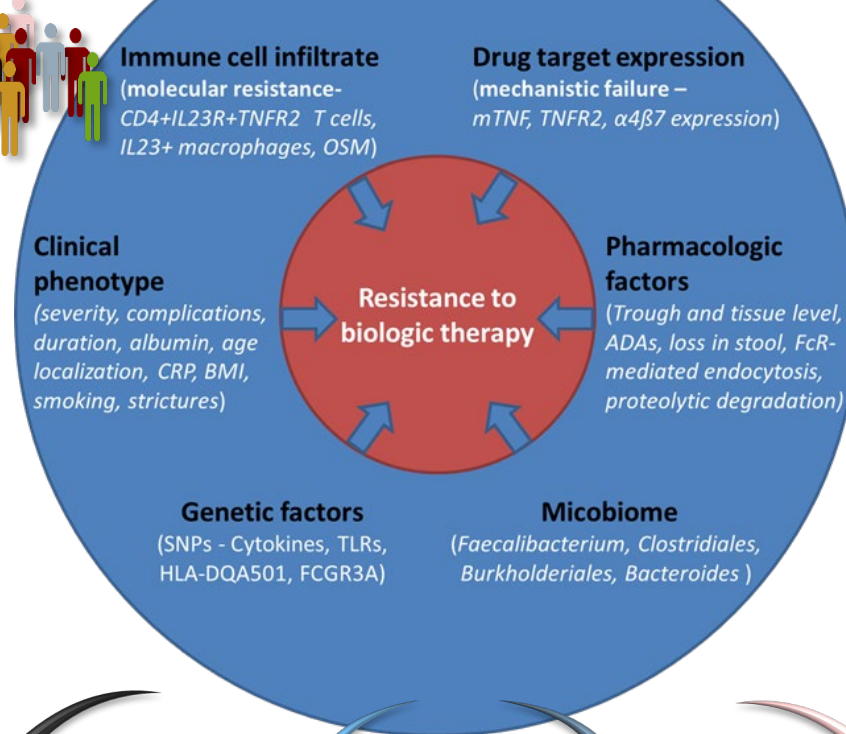 Immune cell infiltrate
(molecular resistance-
CD4+IL23R+TNFR2 T cells,
IL23+ macrophages, OSM)
Drug target expression
(mechanistic failure –
mTNF, TNFR2, α4ß7 expression)
Clinical
phenotype
(severity, complications,
duration, albumin, age
localization, CRP, BMI,
smoking, strictures)
Resistance to
biologic therapy
Pharmacologic
factors
(Trough and tissue level,
ADAs, loss in stool, FcR-
mediated endocytosis,
proteolytic degradation)
Genetic factors
(SNPs - Cytokines, TLRs,
HLA-DQA501, FCGR3A)
Micobiome
(Faecalibacterium, Clostridiales,
Burkholderiales, Bacteroides )